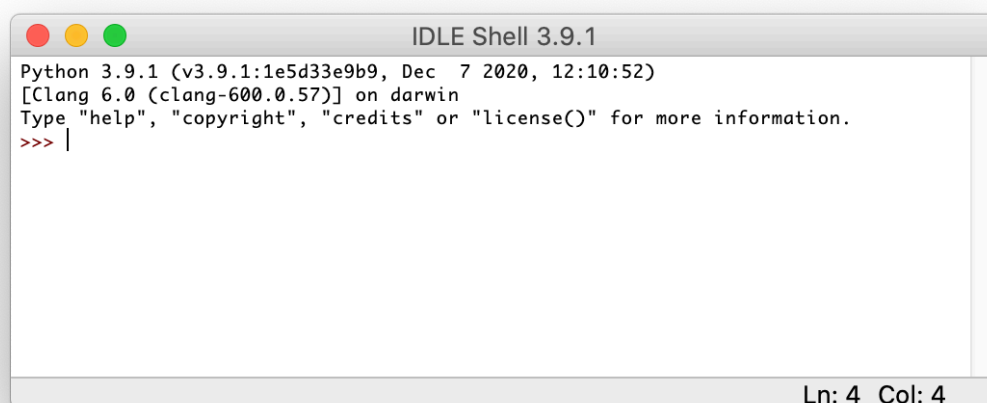 IDLE Shell 3.9.1
Python 3.9.1 (v3.9.1:1e5d33e9b9, Dec  7 2020, 12:10:52)
[Clang 6.0 (clang-600.0.57)] on darwin
Type "help", "copyright", "credits" or "license()" for more information.
>>>
Ln: 4  Col: 4